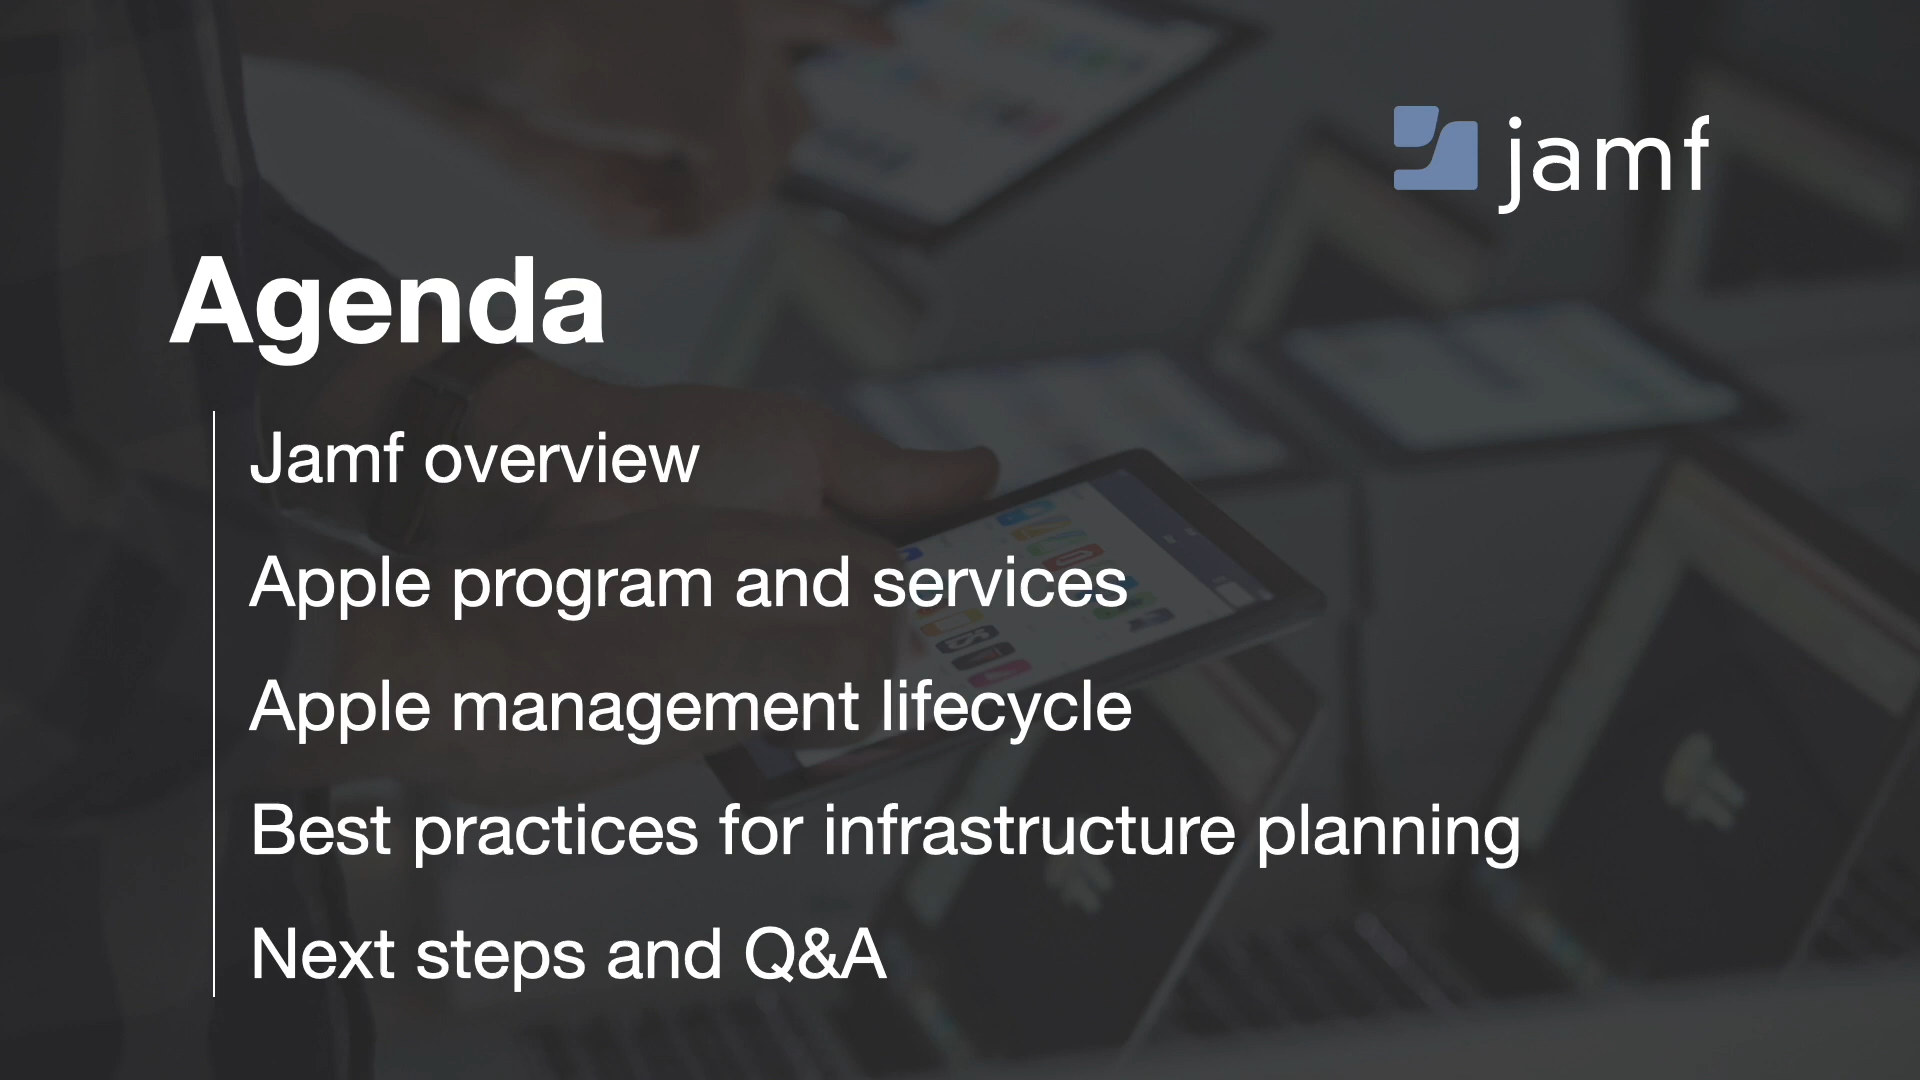 jamf
Agenda
Jamf overview
Apple program and services
Apple management lifecycle
Best practices for infrastructure planning
Next steps and Q&A